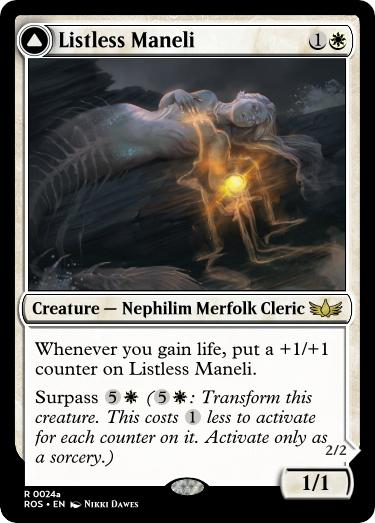 Listless Maneli 1
Creature — Nephilim Merfolk Cleric
Whenever you gain life, put a +1/+1
counter on Listless Maneli.
Surpass 5 (5: Transform this
creature. This costs 1 less to activate
for each counter on it. Activate only as
a sorcery.)
2/2
1/1
R 0024a
ROS • EN Nikki Dawes